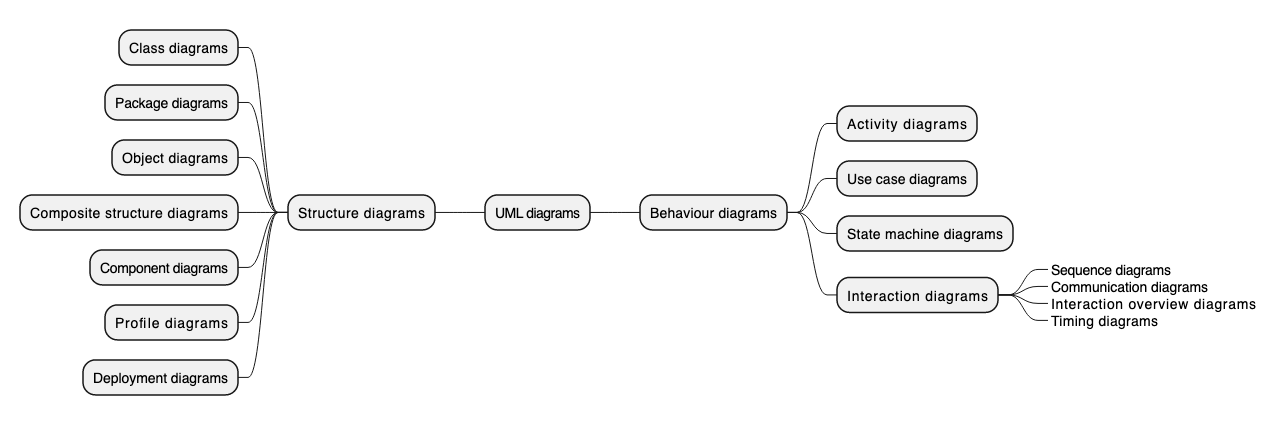 Class diagrams
Package diagrams
Object diagrams
Composite structure diagrams
Component diagrams
Profile diagrams
Deployment diagrams
Structure diagrams
UML diagrams
Behaviour diagrams
Activity diagrams
Use case diagrams
State machine diagrams
Interaction diagrams
Sequence diagrams
Communication diagrams
Interaction overview diagrams
Timing diagrams